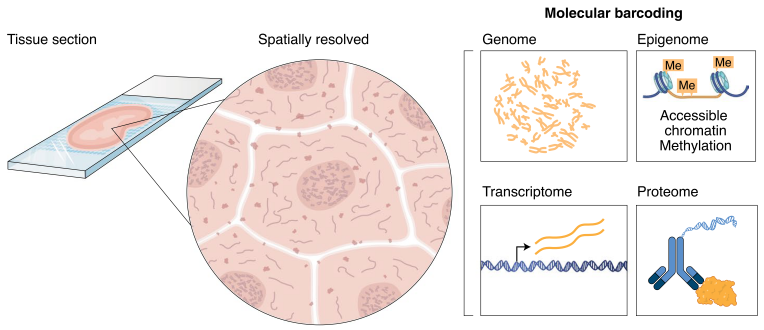 Molecular barcoding
Tissue section
Spatially resolved
Genome
Epigenome
Me
Me
Me
Accessible
chromatin
Methylation
Transcriptome
Proteome